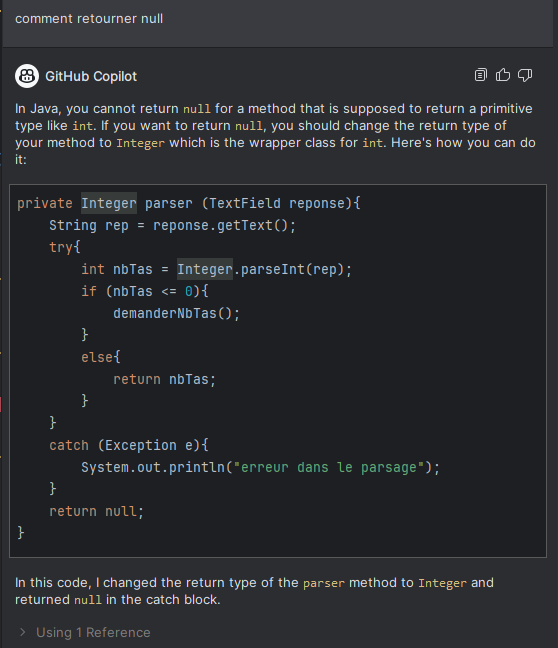 comment retourner null
GitHub Copilot
In Java, you cannot return null for a method that is supposed to return a primitive
type like int. If you want to return null, you should change the return type of
your method to Integer which is the wrapper class for int. Here's how you can do
it:
private Integer parser (TextField reponse){
    String rep = reponse.getText();
    try{
        int nbTas = Integer.parseInt(rep);
        if (nbTas <= 0){
            demanderNbTas();
        }
        else{
            return nbTas;
        }
    }
    catch (Exception e){
        System.out.println("erreur dans le parsage");
    }
    return null;
}
In this code, I changed the return type of the parser method to Integer and
returned null in the catch block.
Using 1 Reference